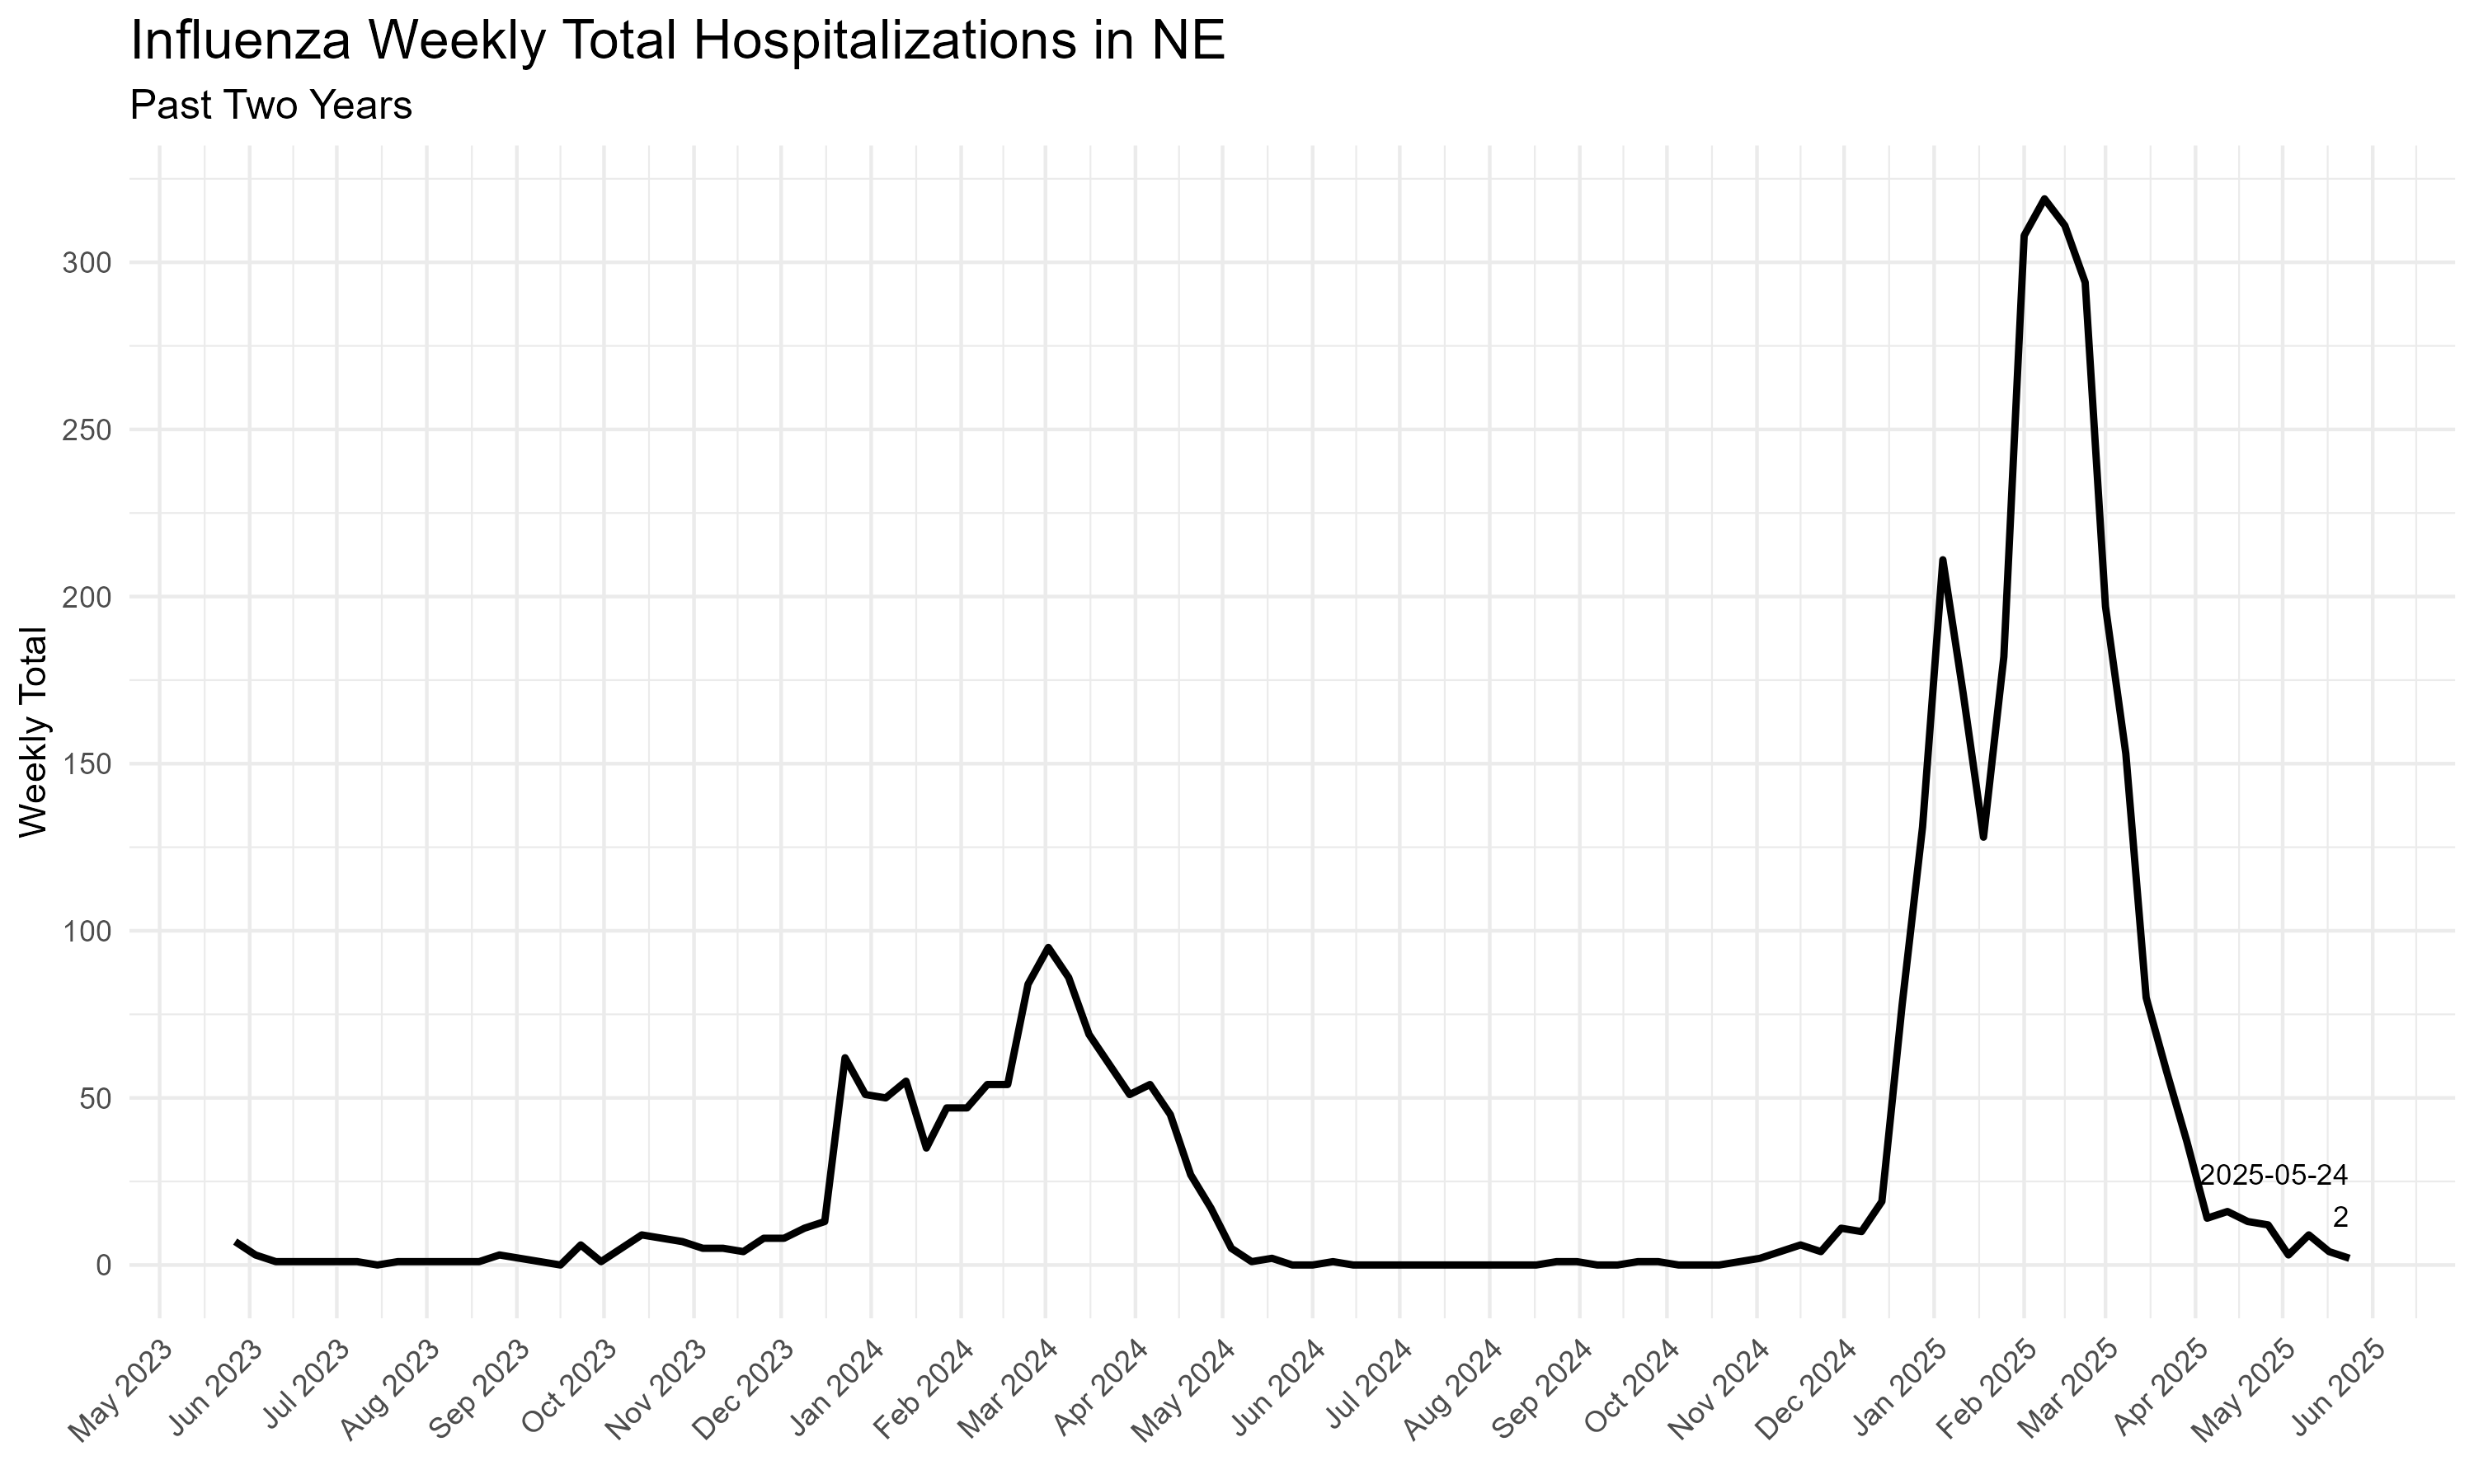 Influenza Weekly Total Hospitalizations in NE
Past Two Years
Weekly Total
300
250
200
150
100
50
0
2025-05-24
2
May 2023
Jun 2023
Jul 2023
Aug 2023
Sep 2023
Oct 2023
Nov 2023
Dec 2023
Jan 2024
Feb 2024
Mar 2024
Apr 2024
May 2024
Jun 2024
Jul 2024
Aug 2024
Sep 2024
Oct 2024
Nov 2024
Dec 2024
Jan 2025
Feb 2025
Mar 2025
Apr 2025
May 2025
Jun 2025